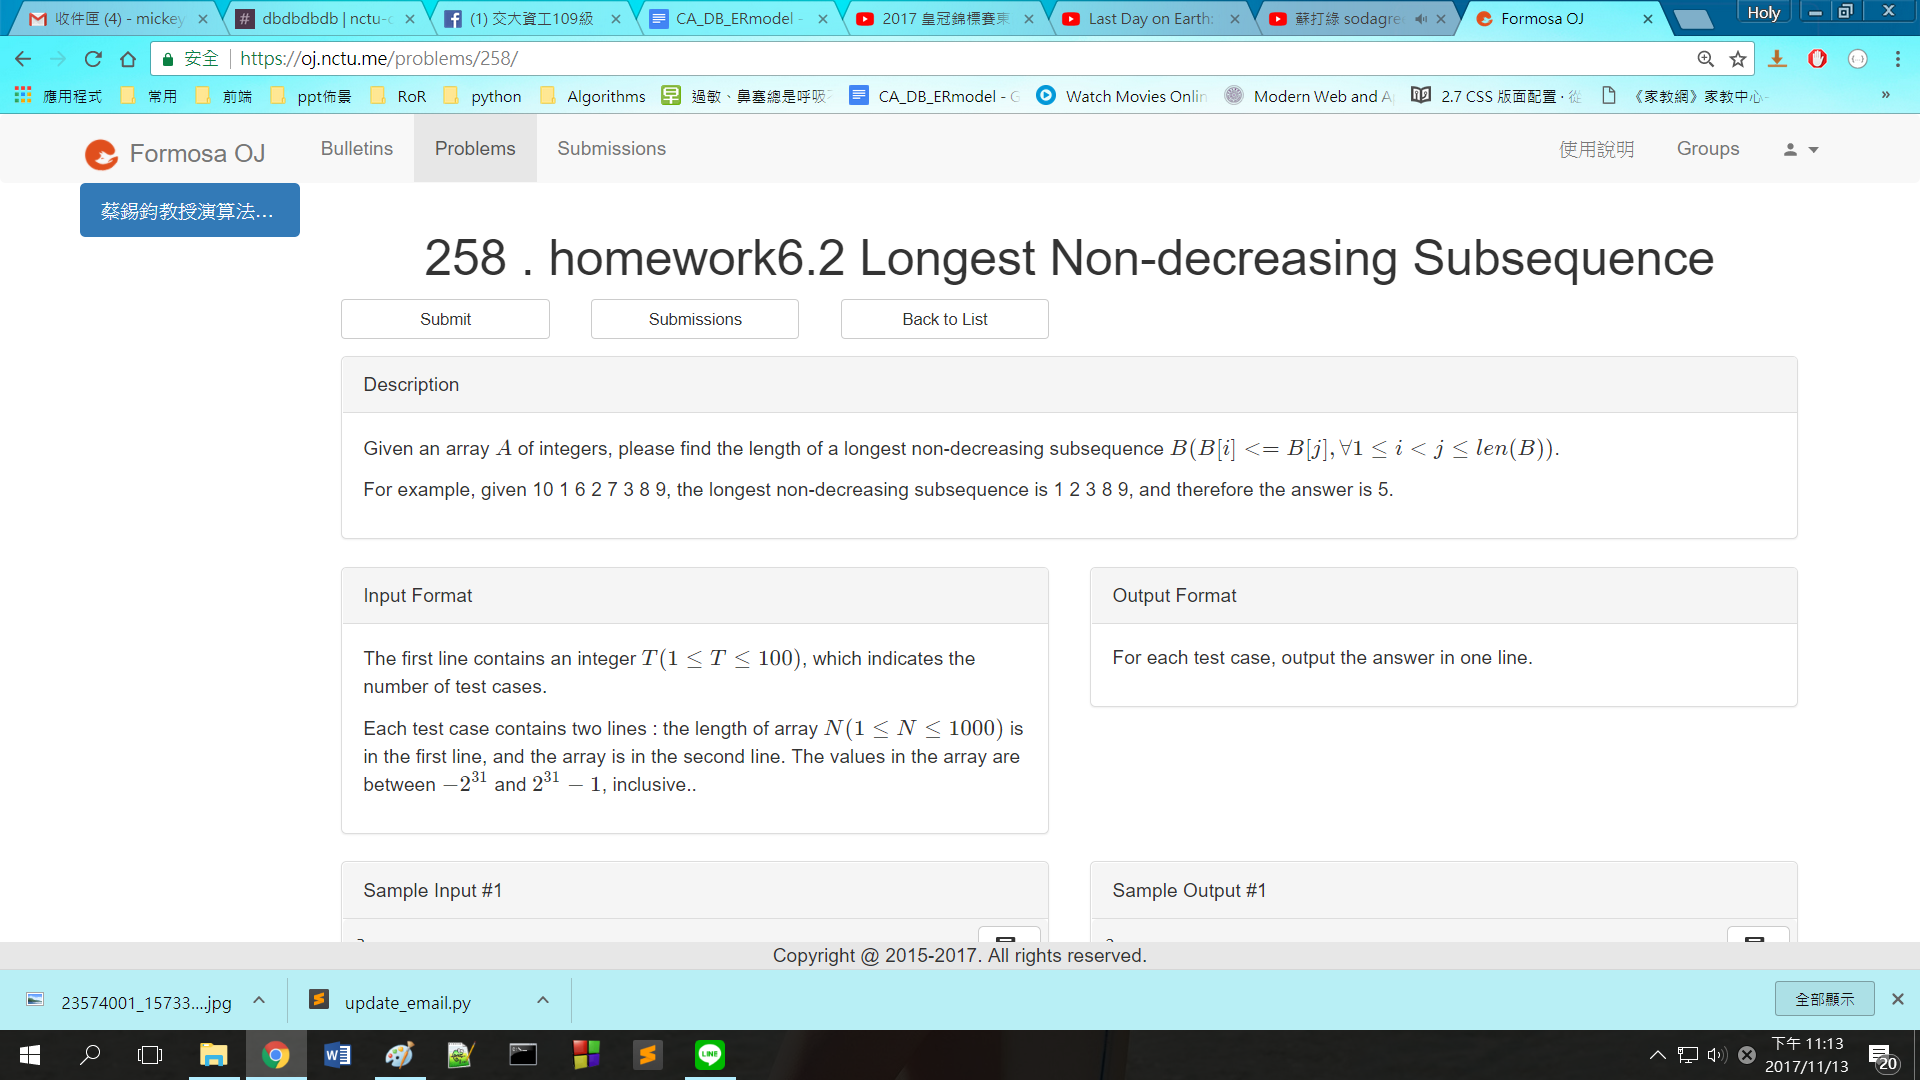 收件匣 (4) - mickey
dbdbdbdb | nctu-c
(1) 交大資工109級
CA_DB_ERmodel -
2017 皇冠錦標賽東
Last Day on Earth:
蘇打綠 sodagree
Formosa OJ
Holy
安全
https://oj.nctu.me/problems/258/
應用程式
常用
前端
ppt佈景
RoR
python
Algorithms
過敏、鼻塞總是呼吸
CA_DB_ERmodel - G
Watch Movies Onlin
Modern Web and A
2.7 CSS 版面配置 · 從
《家教網》家教中心-
»
Formosa OJ
Bulletins
Problems
Submissions
使用說明
Groups
蔡錫鈞教授演算法...
258 . homework6.2 Longest Non-decreasing Subsequence
Submit
Submissions
Back to List
Description
Given an array A of integers, please find the length of a longest non-decreasing subsequence B(B[i] <= B[j], ∀1 ≤ i < j ≤ len(B)).
For example, given 10 1 6 2 7 3 8 9, the longest non-decreasing subsequence is 1 2 3 8 9, and therefore the answer is 5.
Input Format
The first line contains an integer T(1 ≤ T ≤ 100), which indicates the
number of test cases.
Each test case contains two lines : the length of array N(1 ≤ N ≤ 1000) is
in the first line, and the array is in the second line. The values in the array are
between −2^31 and 2^31 − 1, inclusive..
Output Format
For each test case, output the answer in one line.
Sample Input #1
Sample Output #1
Copyright @ 2015-2017. All rights reserved.
23574001_15733....jpg
update_email.py
全部顯示
下午 11:13
2017/11/13
20
LINE